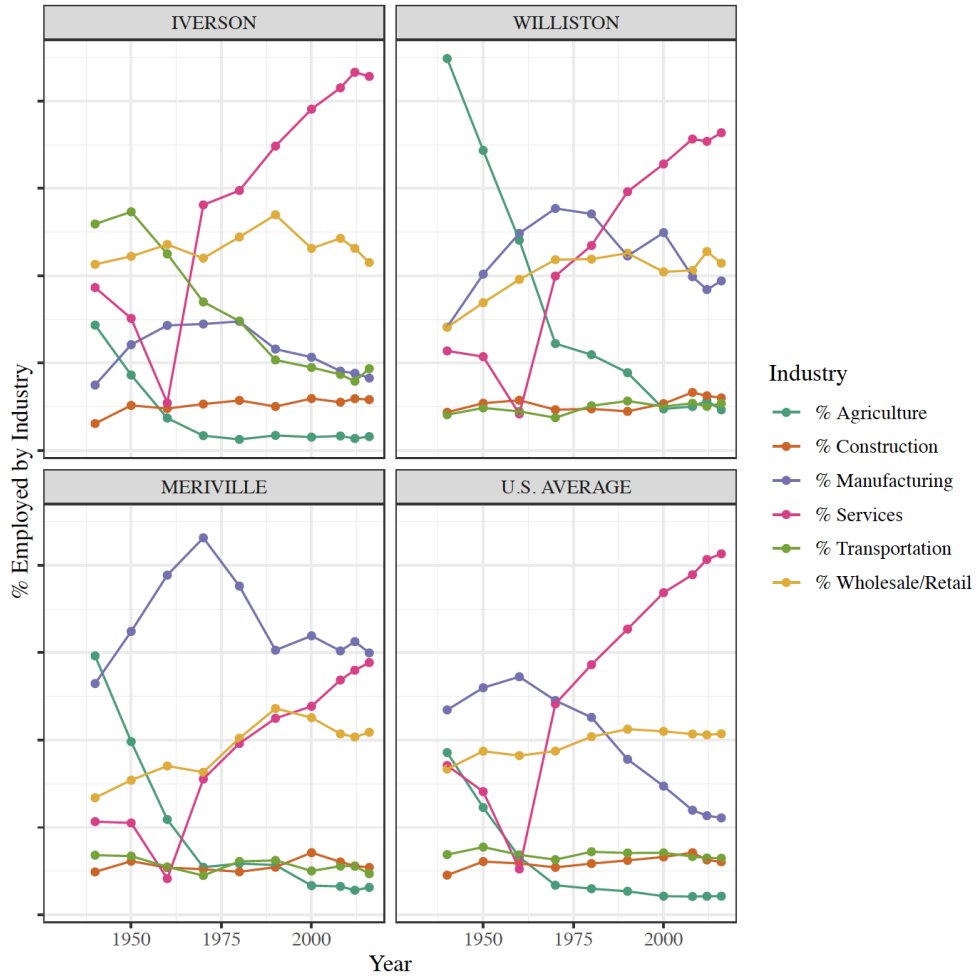 IVERSON
WILLISTON
MERIVILLE
U.S. AVERAGE
% Employed by Industry
1950
1975
2000
1950
1975
2000
Year
Industry
% Agriculture
% Construction
% Manufacturing
% Services
% Transportation
% Wholesale/Retail